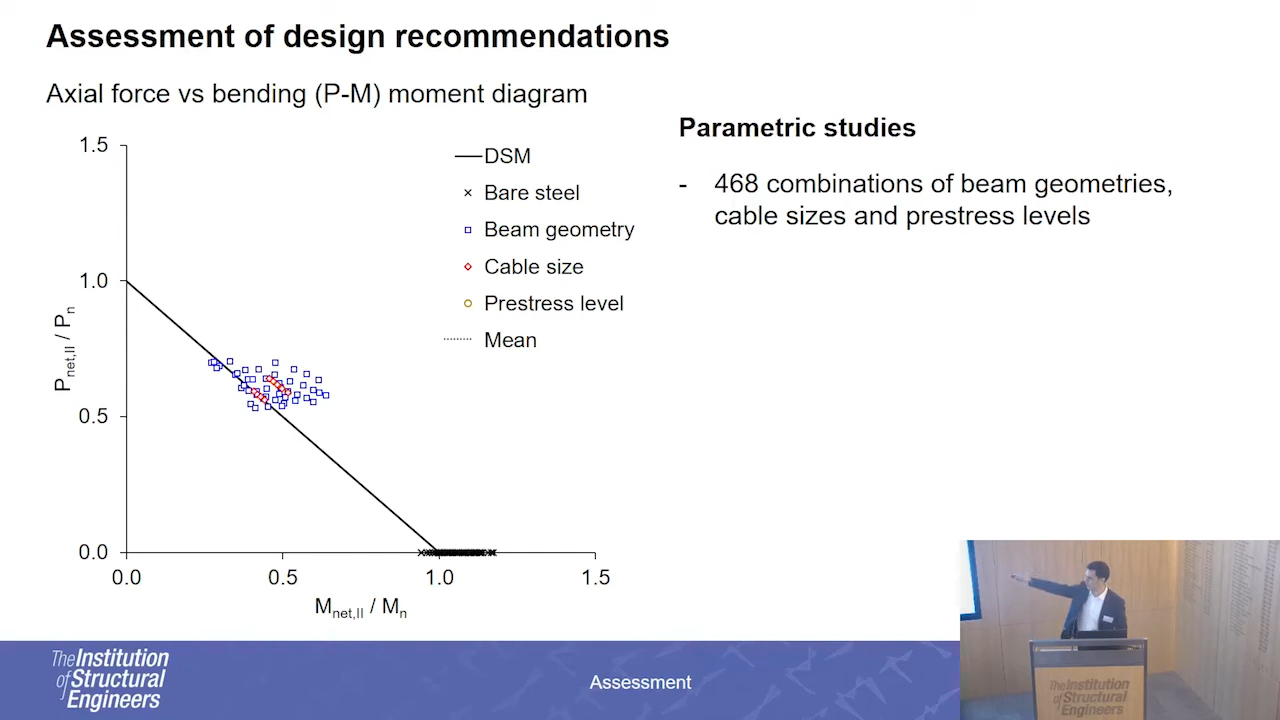 Assessment of design recommendations
Axial force vs bending (P-M) moment diagram
1.5
1.0
0.5
0.0
0.0
0.5
1.0
1.5
Pnet,II / Pn
Mnet,II / Mn
DSM
Bare steel
Beam geometry
Cable size
Prestress level
Mean
Parametric studies
- 468 combinations of beam geometries,
cable sizes and prestress levels
The Institution
of Structural
Engineers
Assessment
The Institution
of Structural
Engineers